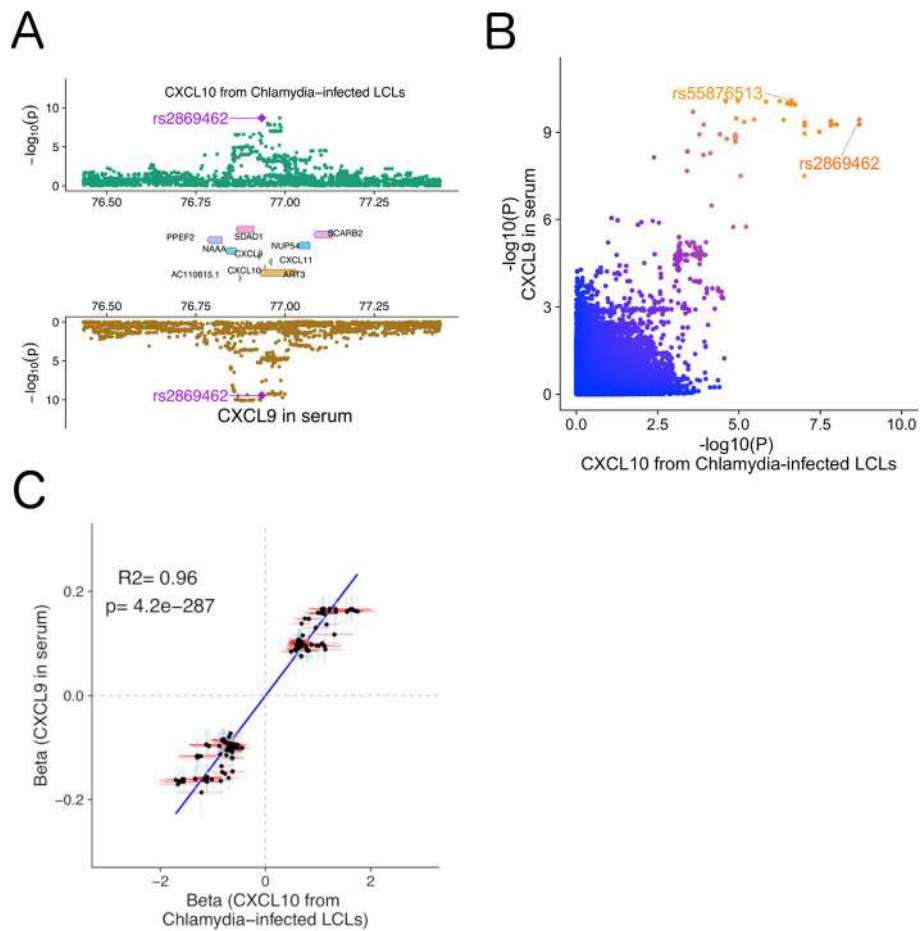 A
CXCL10 from Chlamydia-infected LCLs
rs2869462
−log10(p)
10
5
0
76.50 76.75 77.00 77.25
PPEF2 SDAD1 SCARB2
NAAA NUP54
CXCL9 CXCL11
AC110615.1 CXCL10 ART3
76.50 76.75 77.00 77.25
0
5
10
−log10(p)
rs2869462
CXCL9 in serum
B
rs55876513
rs2869462
-log10(P)
CXCL9 in serum
9
6
3
0
0.0 2.5 5.0 7.5 10.0
-log10(P)
CXCL10 from Chlamydia-infected LCLs
C
R2= 0.96
p= 4.2e−287
Beta (CXCL9 in serum)
0.2
0.0
−0.2
−2 0 2
Beta (CXCL10 from
Chlamydia−infected LCLs)